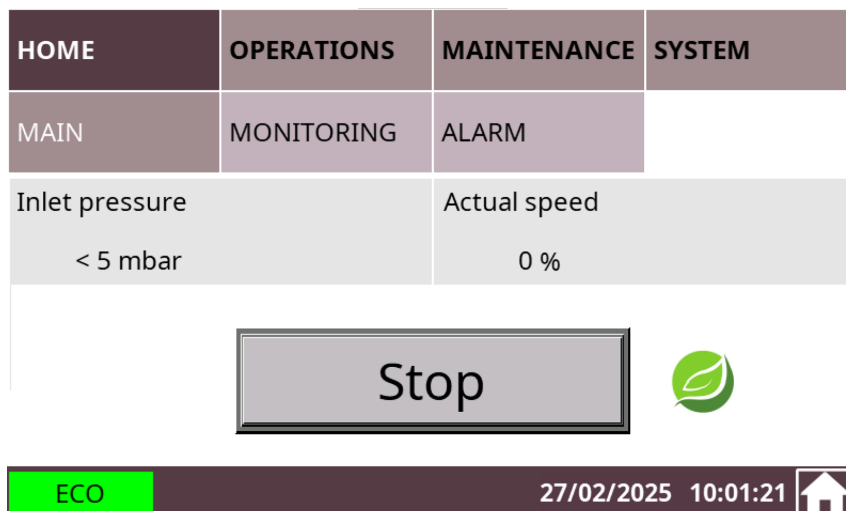 HOME OPERATIONS MAINTENANCE SYSTEM
MAIN MONITORING ALARM
Inlet pressure Actual speed
< 5 mbar 0 %
Stop
ECO 27/02/2025 10:01:21